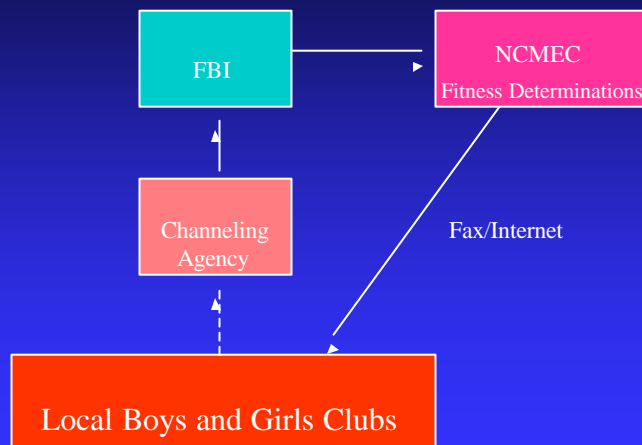 FBI
NCMEC
Fitness Determinations
Channeling
Agency
Fax/Internet
Local Boys and Girls Clubs